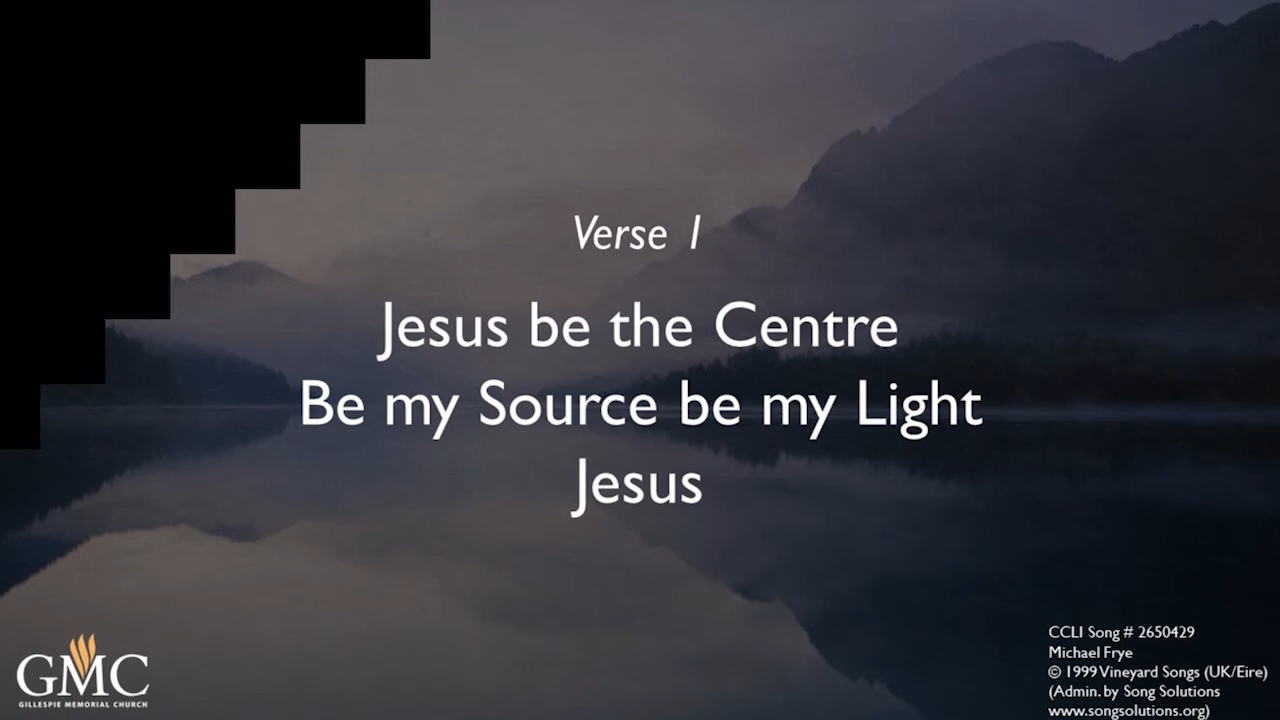 Verse 1
Jesus be the Centre
Be my Source be my Light
Jesus
GMC
GILLESPIE MEMORIAL CHURCH
CCLI Song # 2650429
Michael Frye
© 1999 Vineyard Songs (UK/Eire)
(Admin. by Song Solutions
www.songsolutions.org)